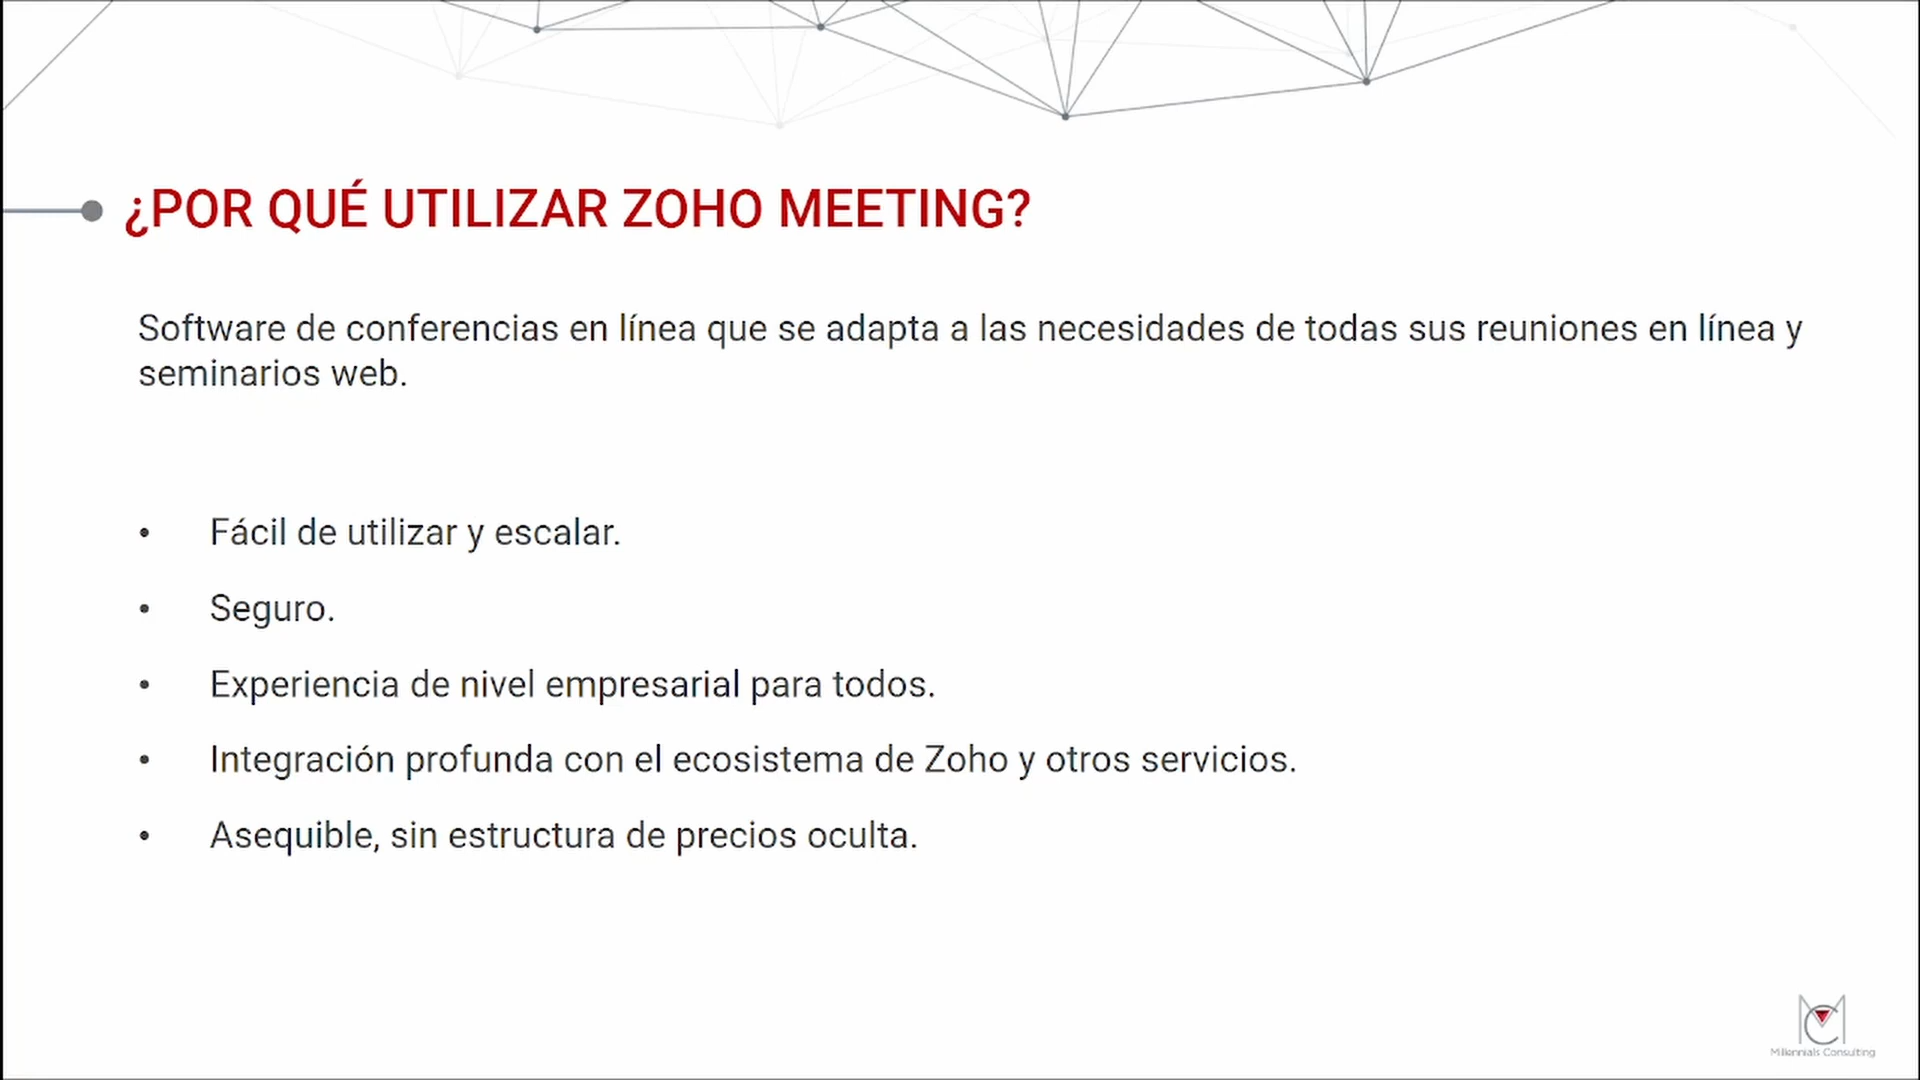 ¿POR QUÉ UTILIZAR ZOHO MEETING?
Software de conferencias en línea que se adapta a las necesidades de todas sus reuniones en línea y
seminarios web.
• Fácil de utilizar y escalar.
• Seguro.
• Experiencia de nivel empresarial para todos.
• Integración profunda con el ecosistema de Zoho y otros servicios.
• Asequible, sin estructura de precios oculta.
Millennials Consulting